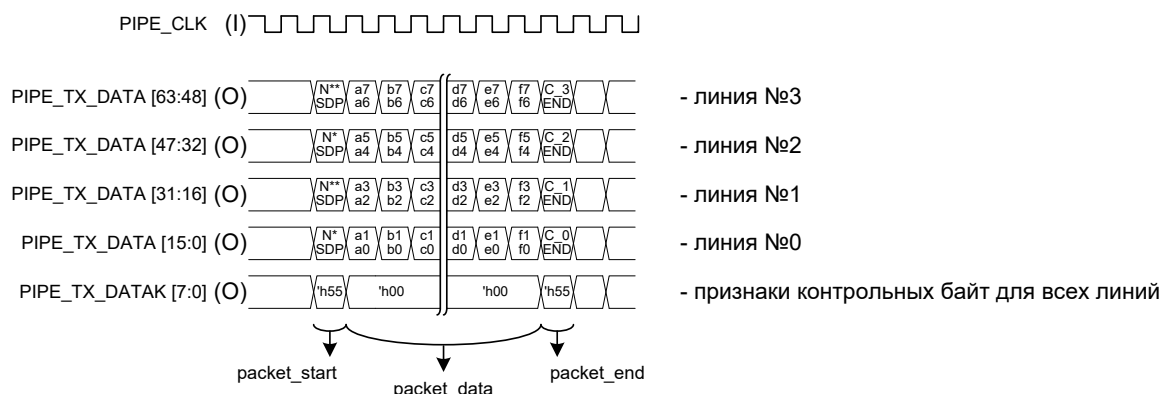 PIPE_CLK (I)
PIPE_TX_DATA [63:48] (O) N** SDP a7 a6 b7 b6 c7 c6 d7 d6 e7 e6 f7 f6 C_3 END - линия №3
PIPE_TX_DATA [47:32] (O) N* SDP a5 a4 b5 b4 c5 c4 d5 d4 e5 e4 f5 f4 C_2 END - линия №2
PIPE_TX_DATA [31:16] (O) N** SDP a3 a2 b3 b2 c3 c2 d3 d2 e3 e2 f3 f2 C_1 END - линия №1
PIPE_TX_DATA [15:0] (O) N* SDP a1 a0 b1 b0 c1 c0 d1 d0 e1 e0 f1 f0 C_0 END - линия №0
PIPE_TX_DATAK [7:0] (O) 'h55 'h00 'h00 'h55 - признаки контрольных байт для всех линий
packet_start packet_data packet_end